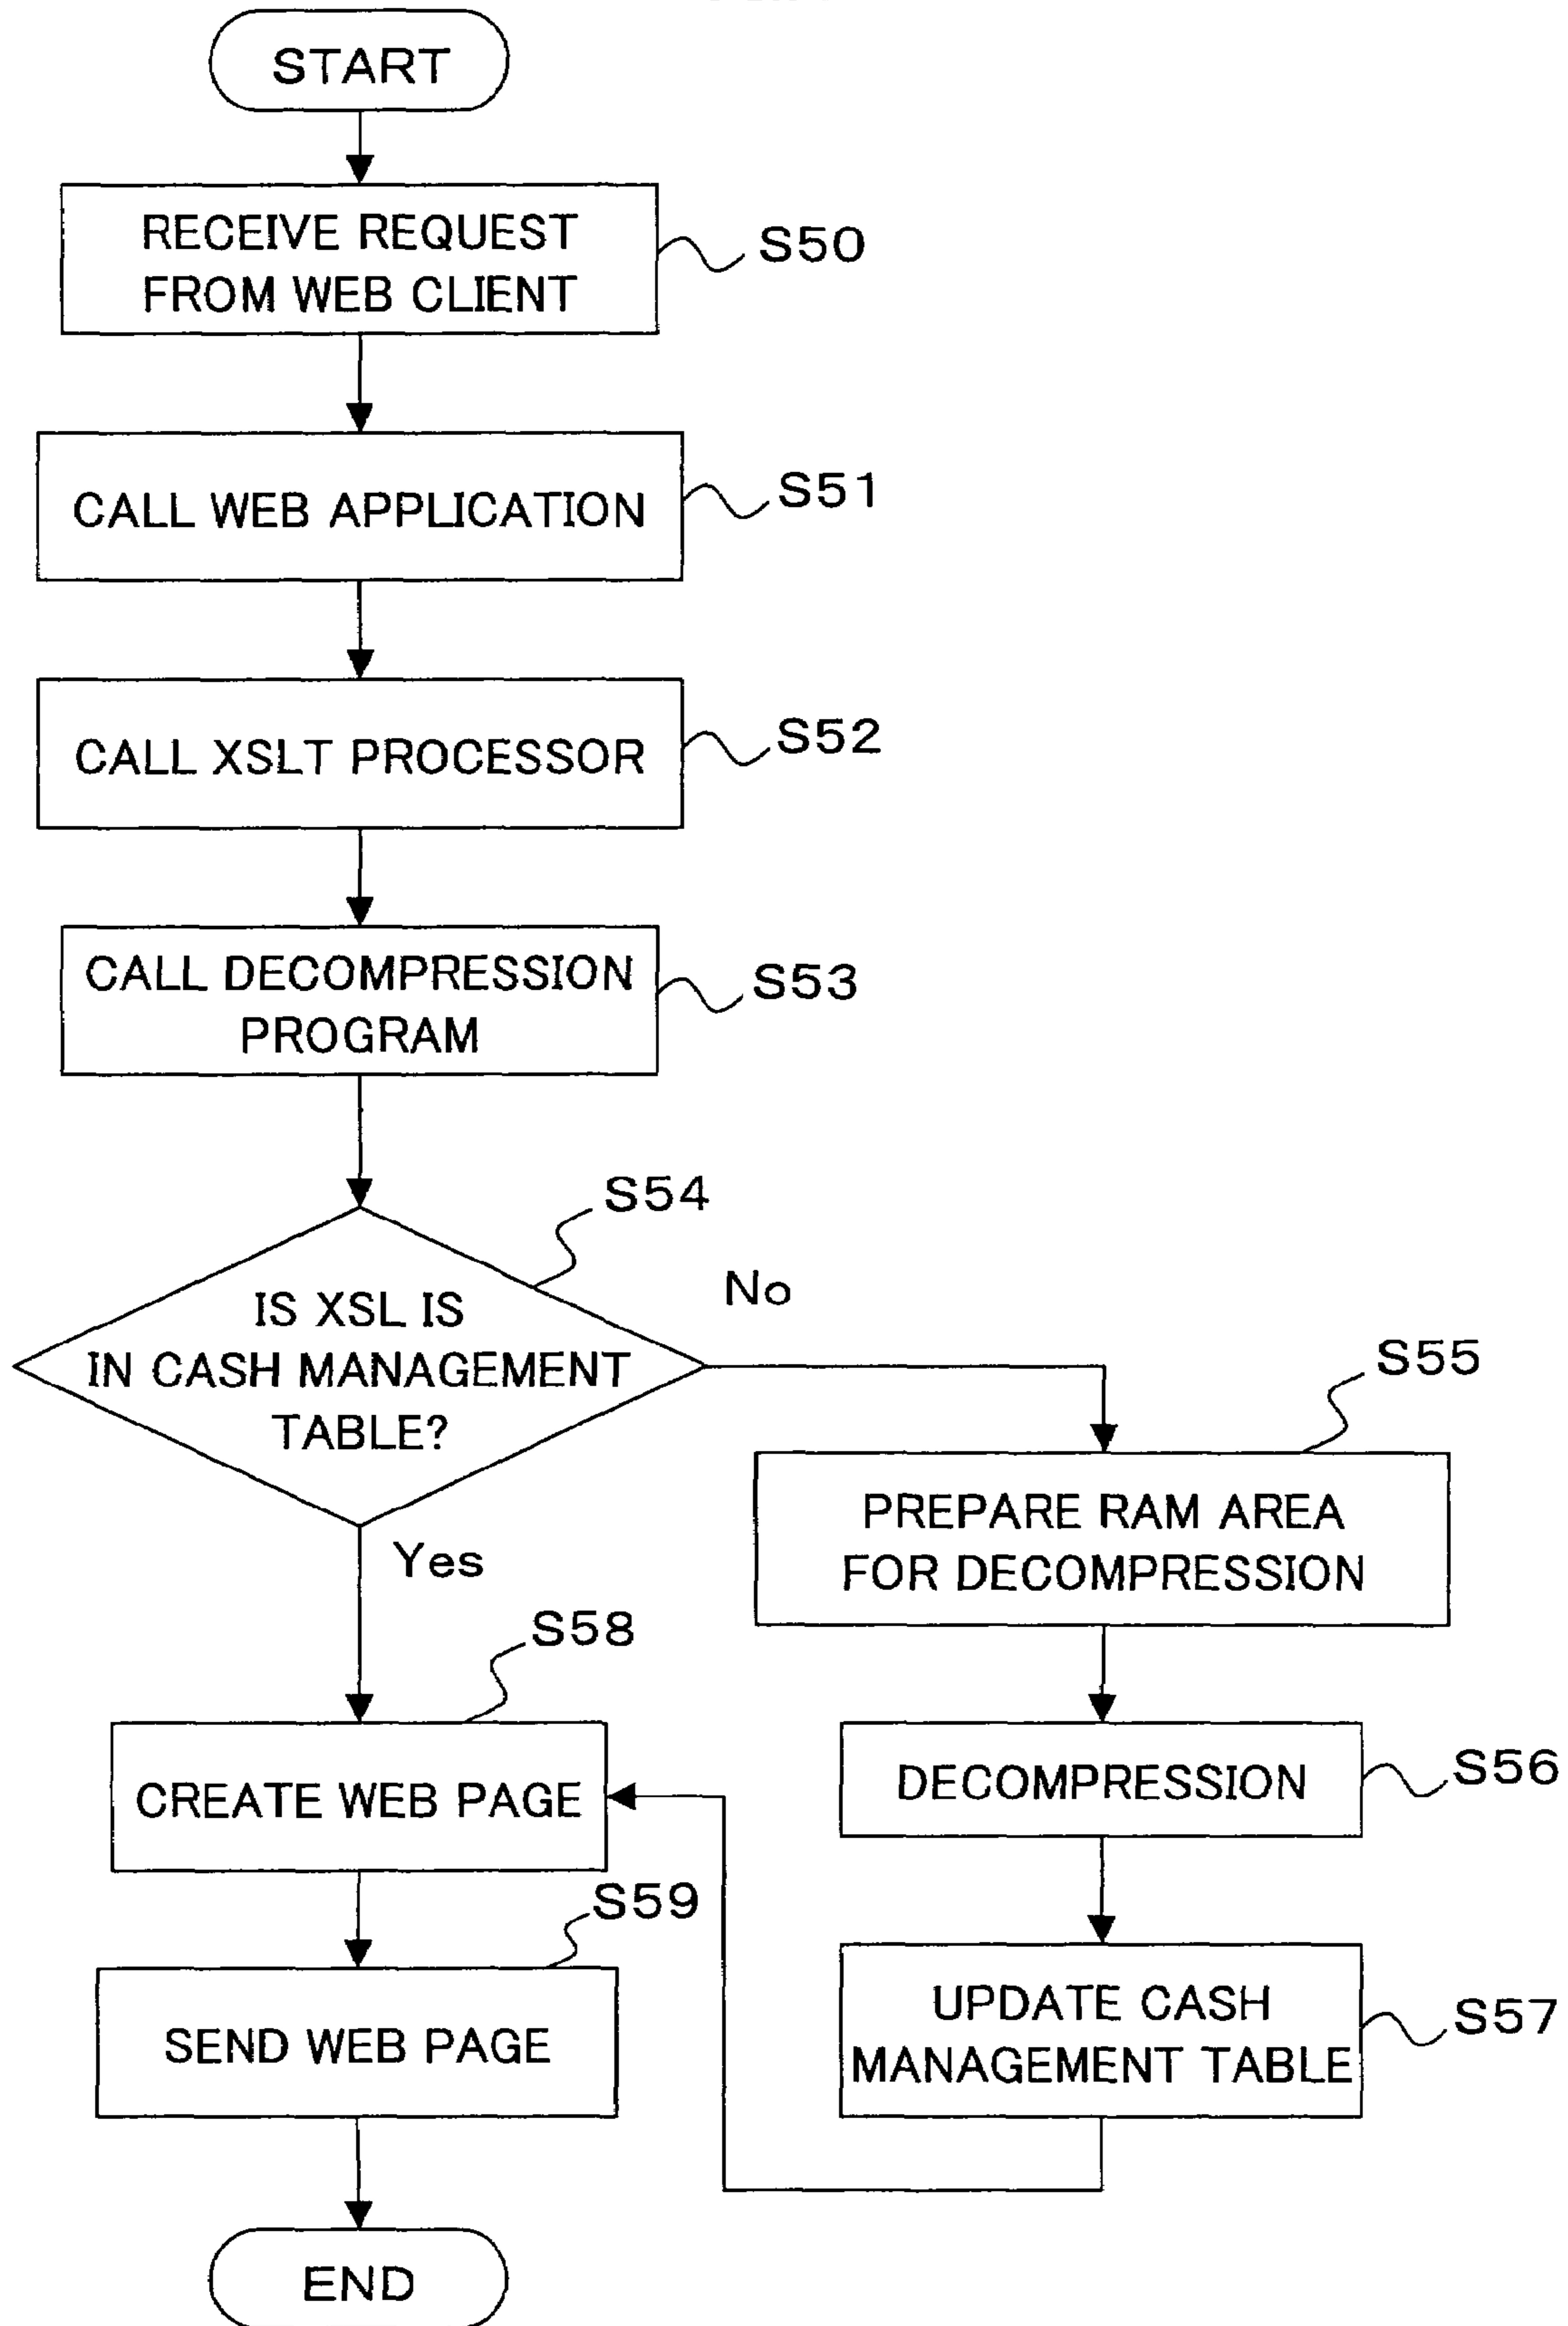 START
RECEIVE REQUEST
FROM WEB CLIENT
S50
CALL WEB APPLICATION
S51
CALL XSLT PROCESSOR
S52
CALL DECOMPRESSION
PROGRAM
S53
S54
IS XSL IS
IN CASH MANAGEMENT
TABLE?
No
Yes
S55
PREPARE RAM AREA
FOR DECOMPRESSION
DECOMPRESSION
S56
UPDATE CASH
MANAGEMENT TABLE
S57
S58
CREATE WEB PAGE
S59
SEND WEB PAGE
END